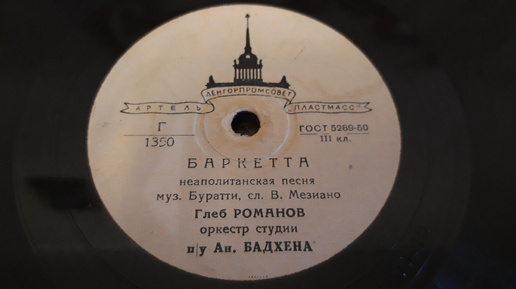 ЛЕНГОРПРОМСОВЕТ
АРТЕЛЬ ПЛАСТМАСС
Г
1350
ГОСТ 5289-50
III кл.
БАРКЕТТА
неаполитанская песня
муз. Буратти, сл. В. Мезиано
Глеб РОМАНОВ
оркестр студии
п/у Ан. БАДХЕНА